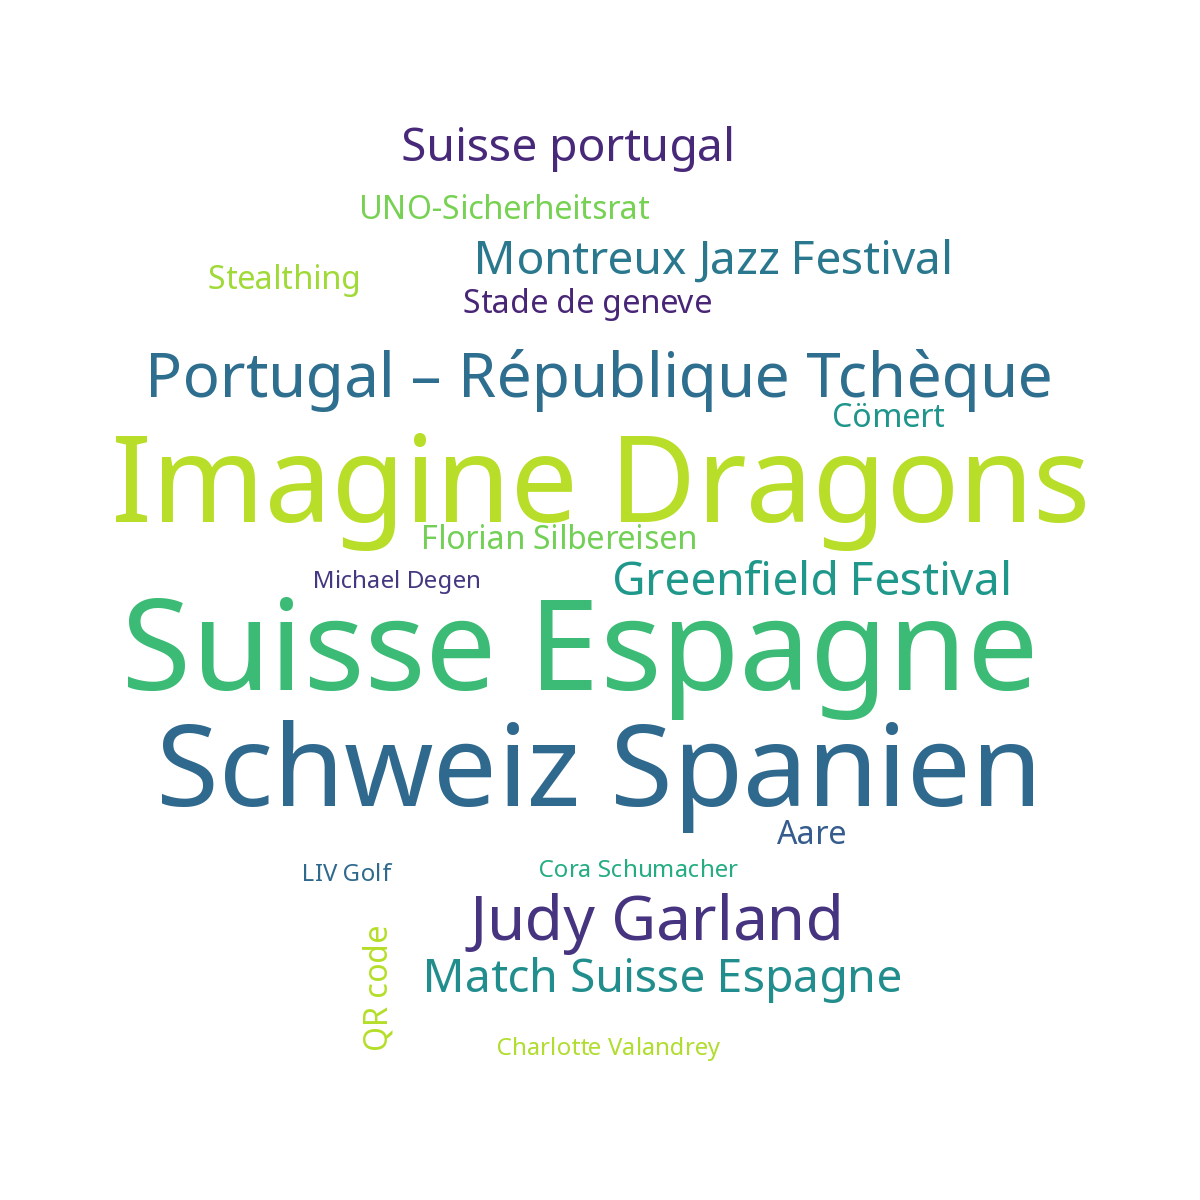 Suisse portugal
UNO-Sicherheitsrat
Montreux Jazz Festival
Stealthing
Stade de geneve
Portugal – République Tchèque
Cömert
Imagine Dragons
Florian Silbereisen
Michael Degen
Greenfield Festival
Suisse Espagne
Schweiz Spanien
Aare
LIV Golf
Cora Schumacher
Judy Garland
QR code
Match Suisse Espagne
Charlotte Valandrey